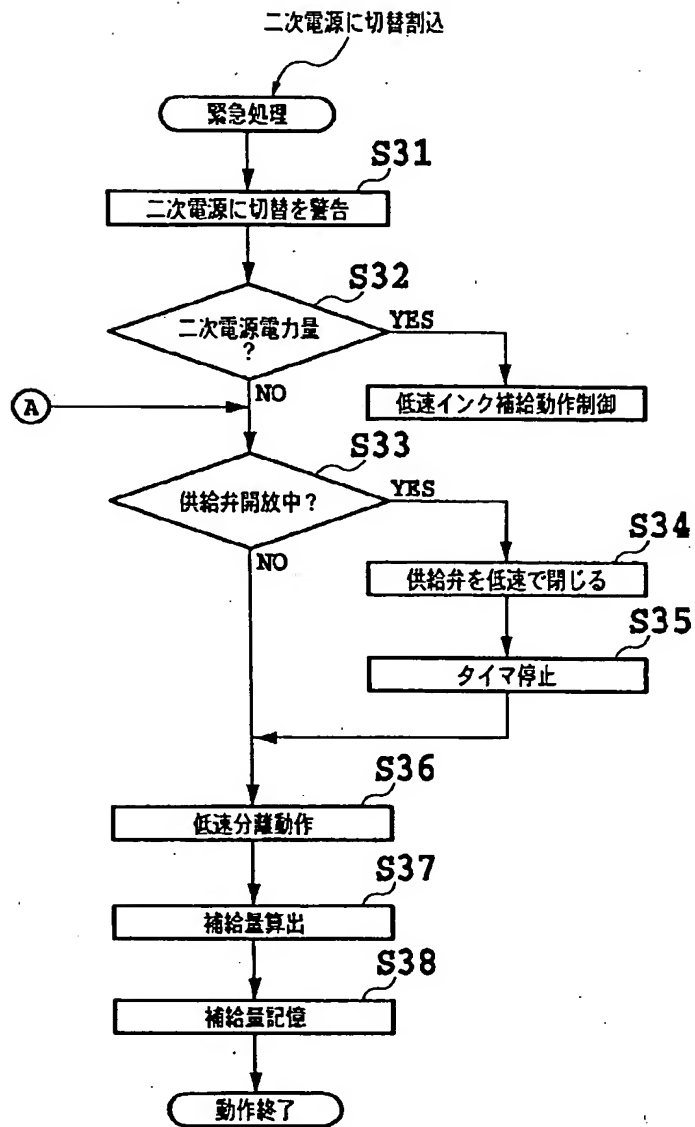 二次電源に切替割込
緊急処理
S31
二次電源に切替を警告
S32
二次電源電力量
?
YES
NO
低速インク補給動作制御
A
S33
供給弁開放中?
YES
NO
S34
供給弁を低速で閉じる
S35
タイマ停止
S36
低速分離動作
S37
補給量算出
S38
補給量記憶
動作終了